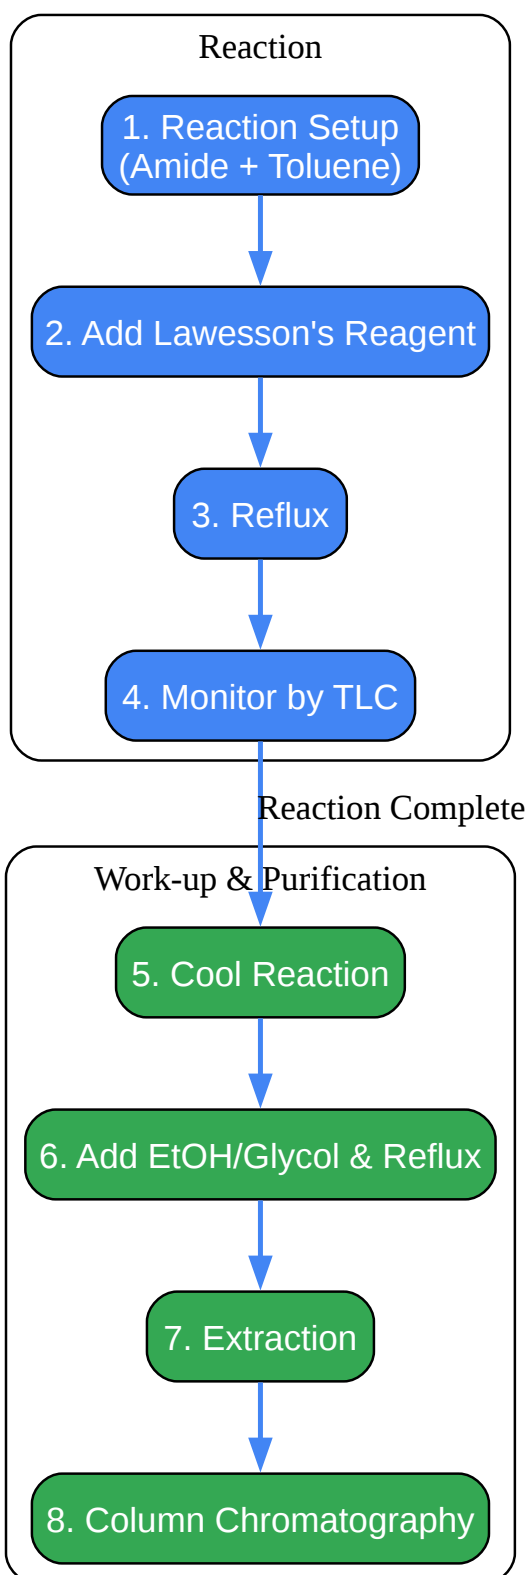 Reaction
1. Reaction Setup
(Amide + Toluene)
2. Add Lawesson's Reagent
3. Reflux
4. Monitor by TLC
Reaction Complete
Work-up & Purification
5. Cool Reaction
6. Add EtOH/Glycol & Reflux
7. Extraction
8. Column Chromatography